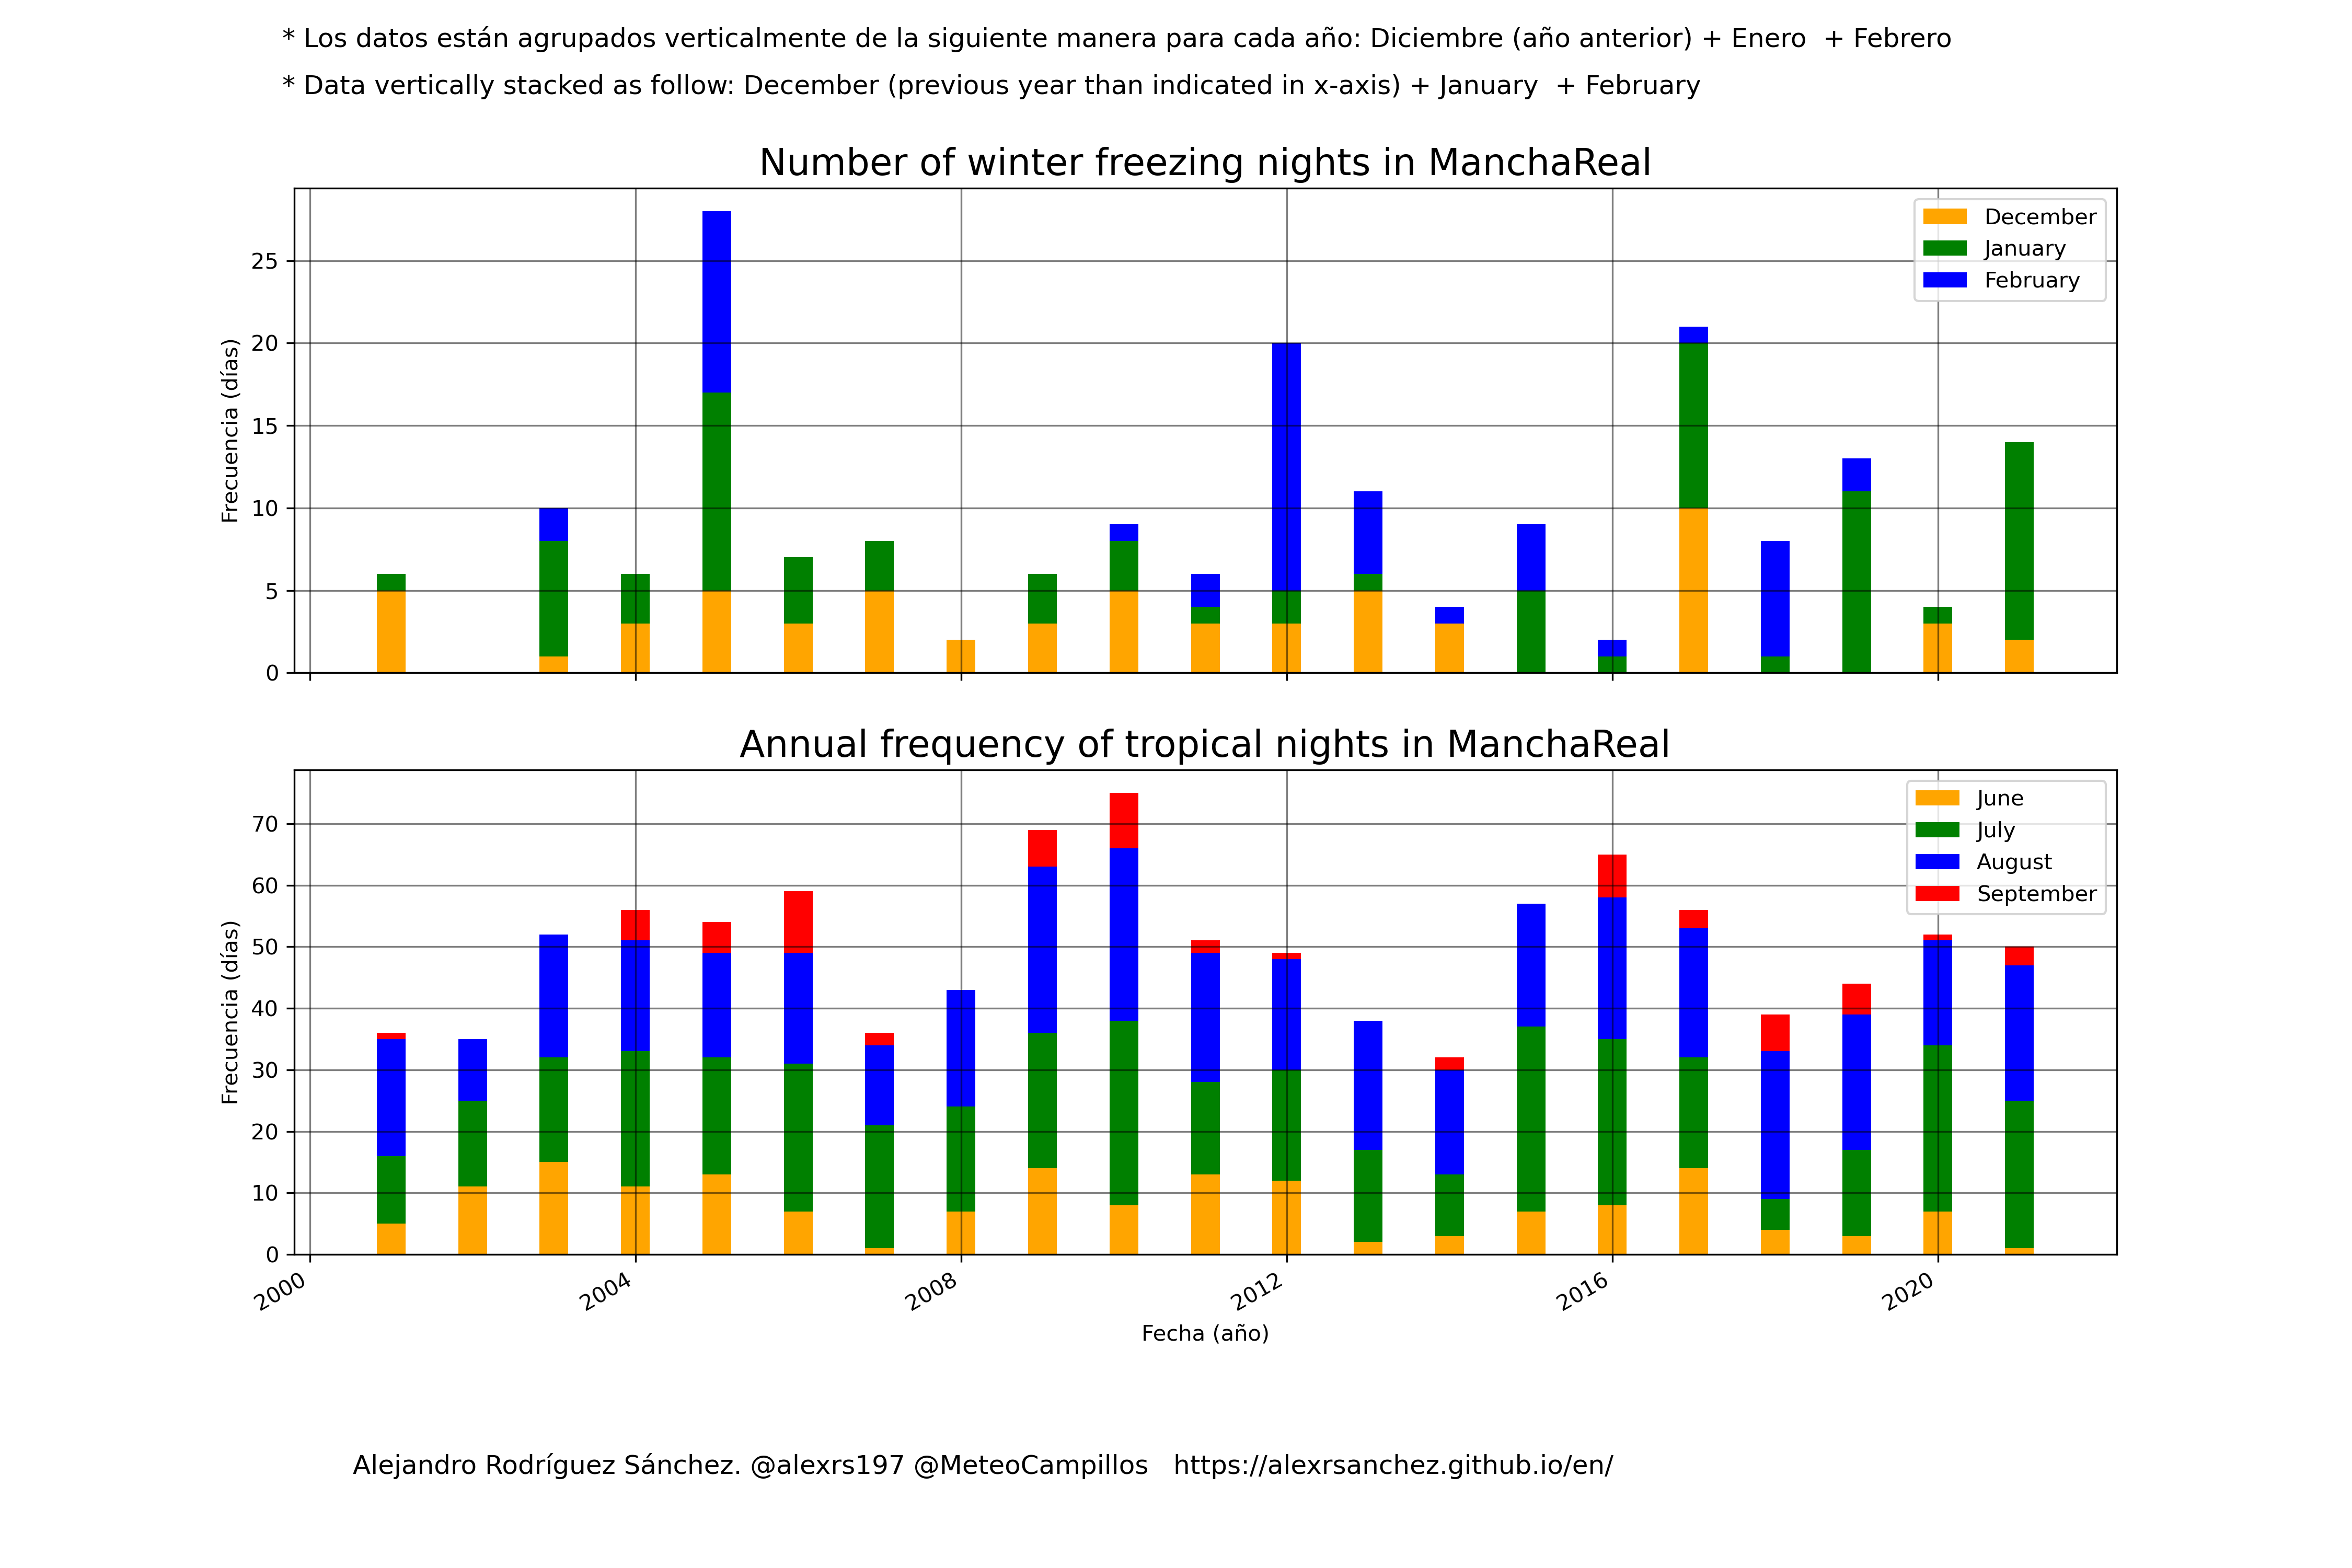 * Los datos están agrupados verticalmente de la siguiente manera para cada año: Diciembre (año anterior) + Enero  + Febrero
* Data vertically stacked as follow: December (previous year than indicated in x-axis) + January  + February
Number of winter freezing nights in ManchaReal
Frecuencia (días)
25
20
15
10
5
0
December
January
February
Annual frequency of tropical nights in ManchaReal
Frecuencia (días)
70
60
50
40
30
20
10
0
June
July
August
September
2000 2004 2008 2012 2016 2020
Fecha (año)
Alejandro Rodríguez Sánchez. @alexrs197 @MeteoCampillos   https://alexrsanchez.github.io/en/